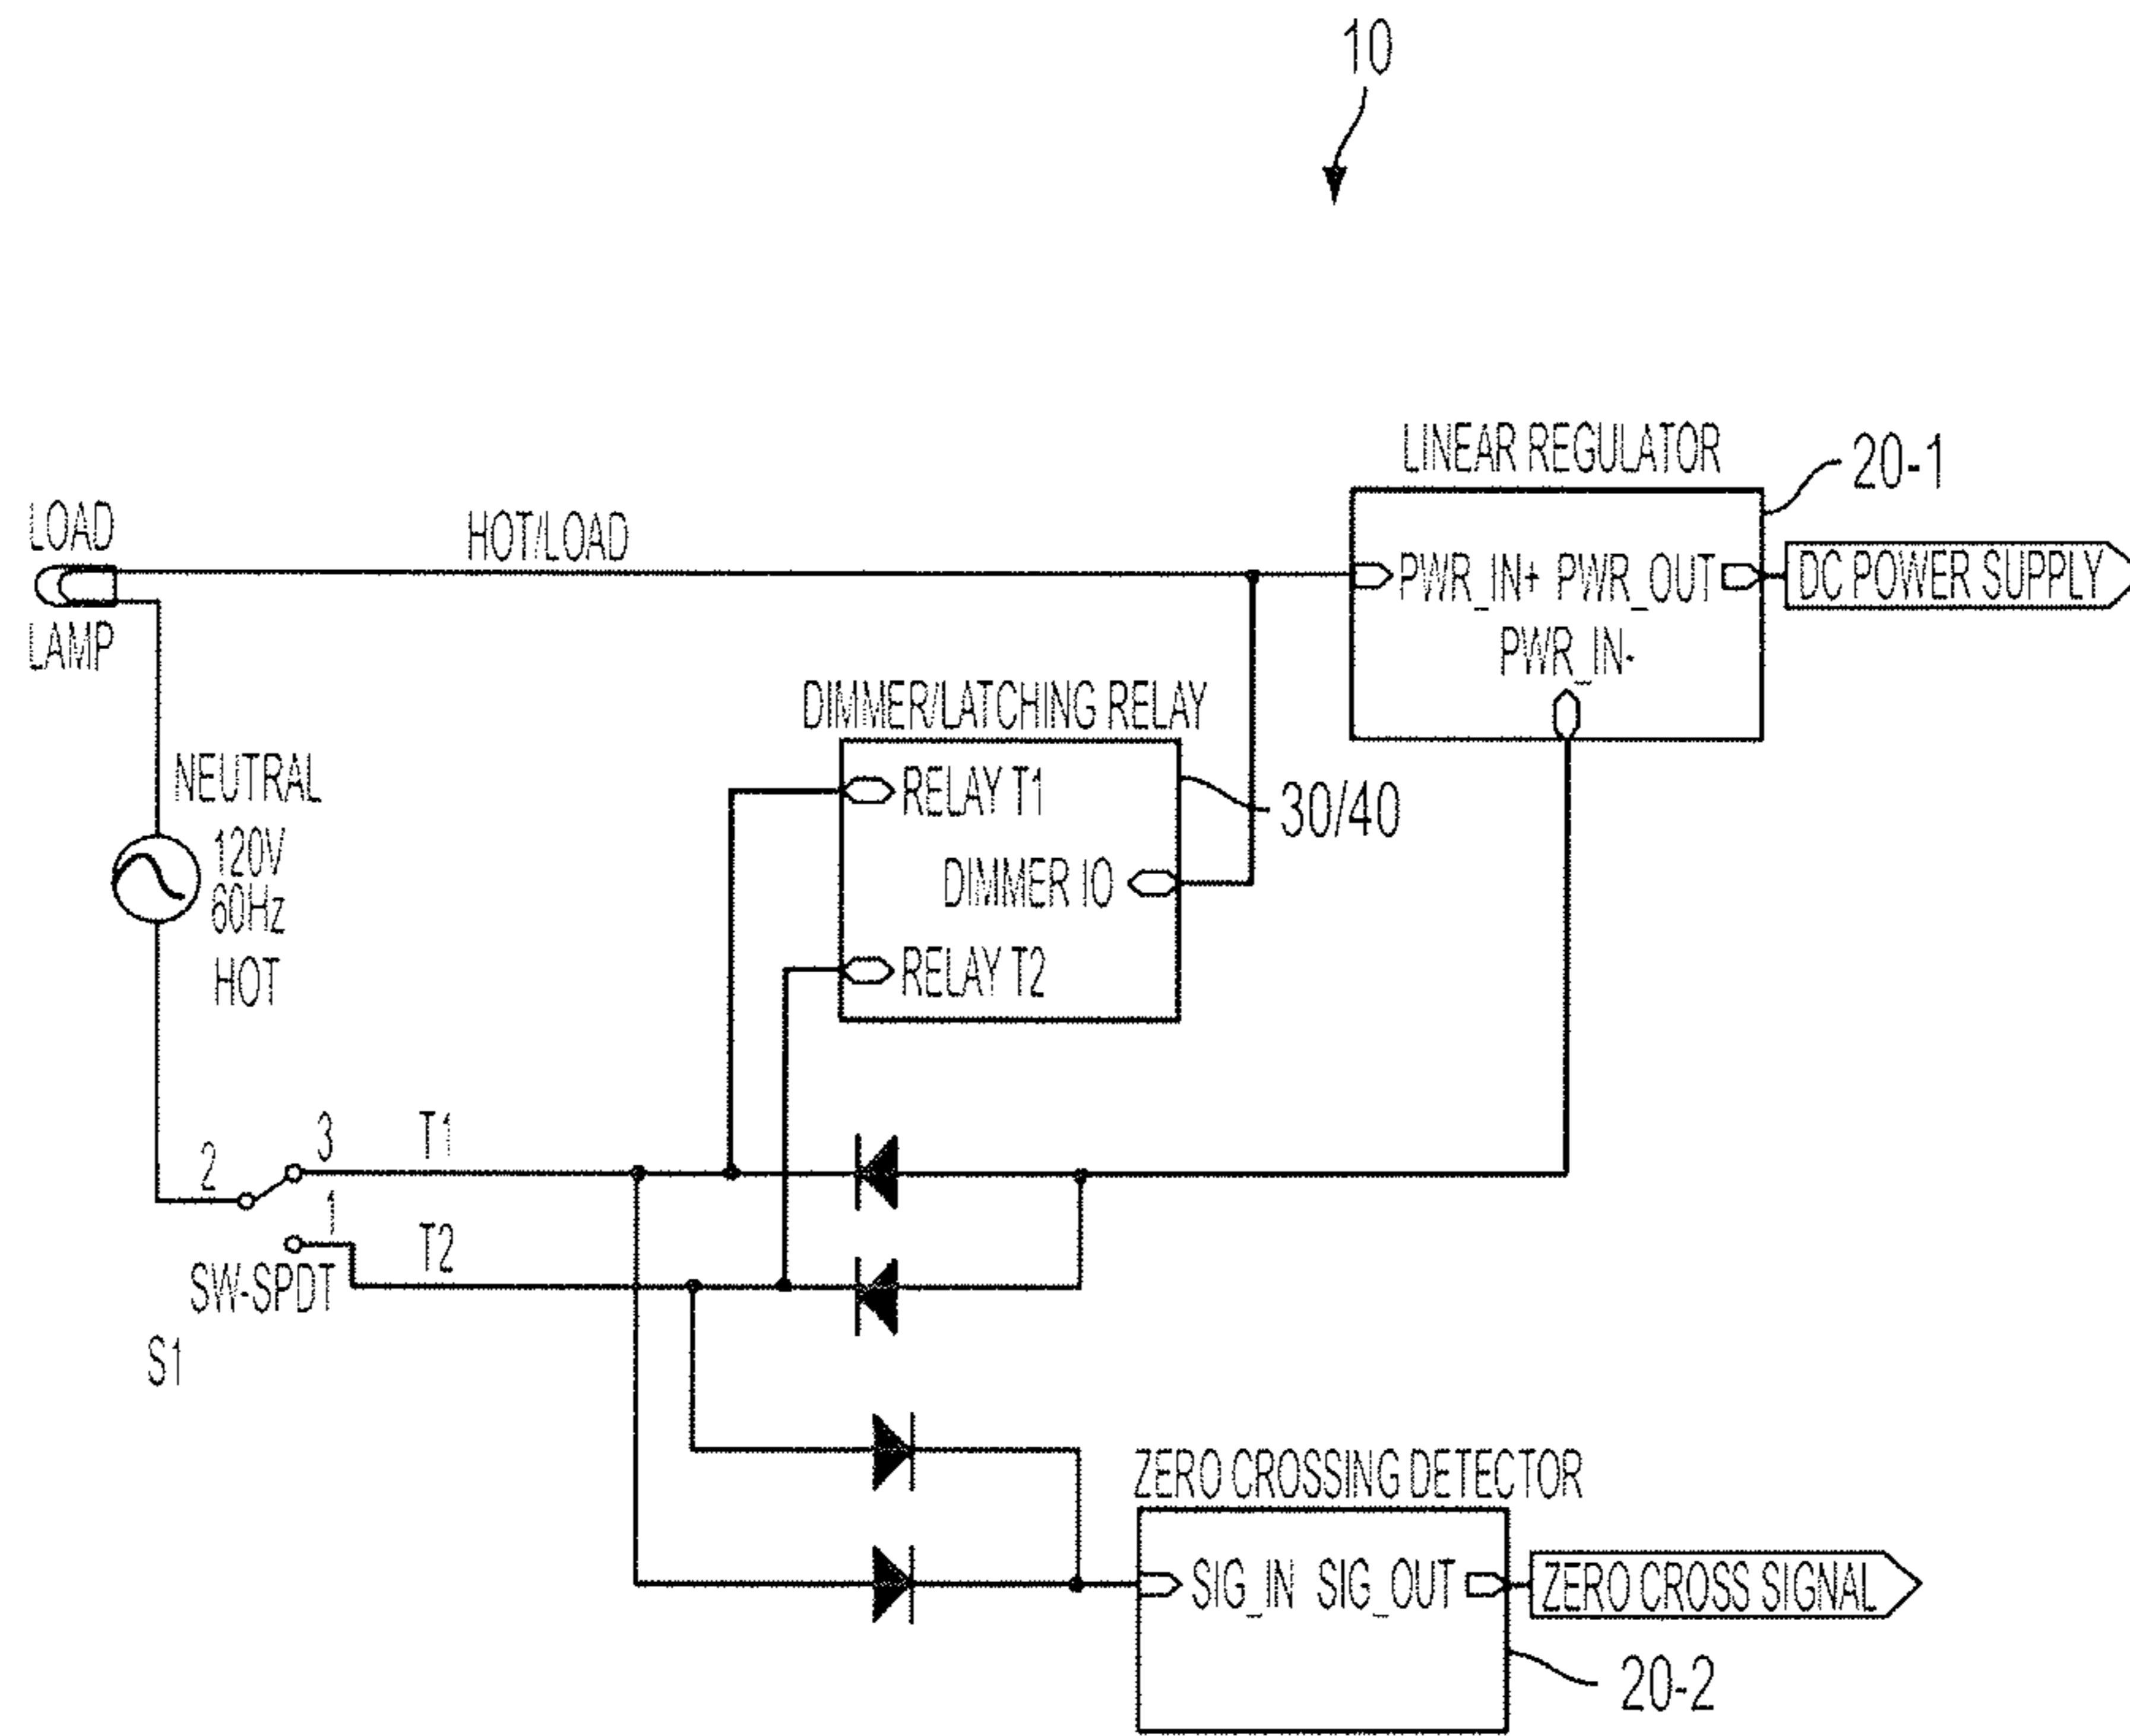 10
LINEAR REGULATOR
20-1
LOAD
HOT/LOAD
PWR_IN+ PWR_OUT
DC POWER SUPPLY
LAMP
PWR_IN-
DIMMER/LATCHING RELAY
NEUTRAL
RELAY T1
30/40
120V
60Hz
DIMMER IO
HOT
RELAY T2
2
3
T1
1
T2
SW-SPDT
S1
ZERO CROSSING DETECTOR
SIG_IN SIG_OUT
ZERO CROSS SIGNAL
20-2